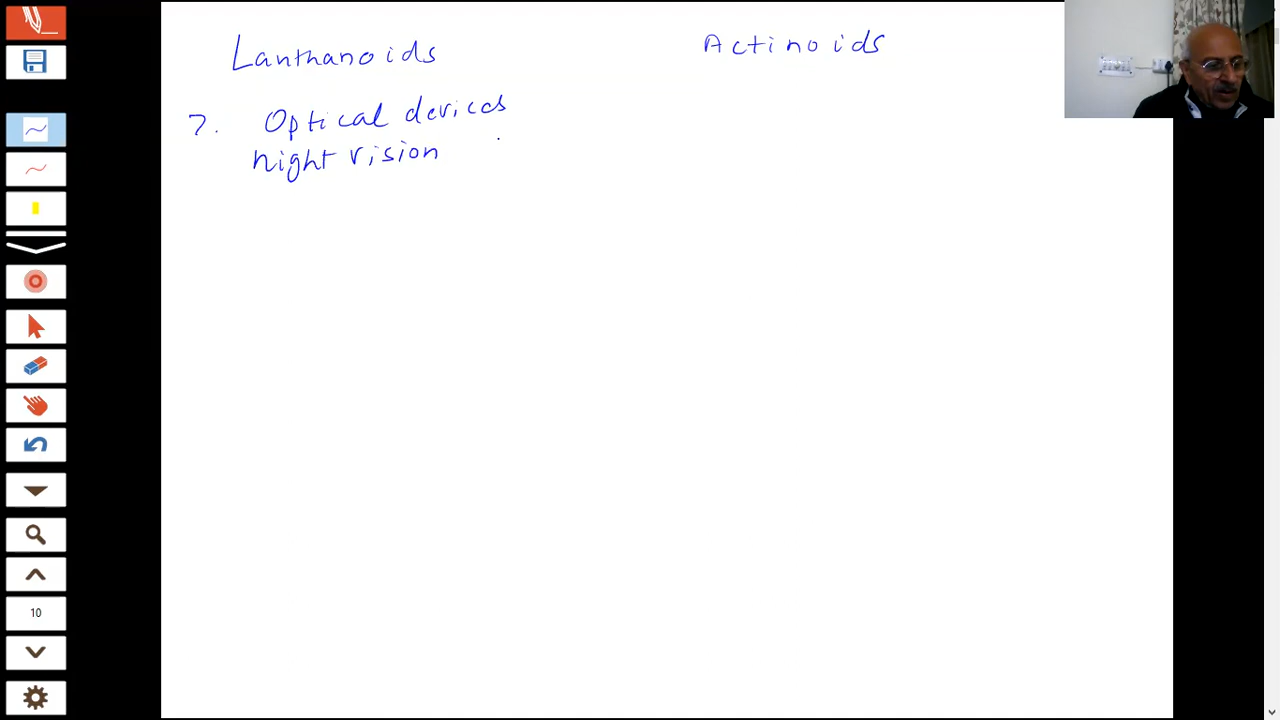 Lanthanoids
Actinoids
7. Optical devices
night vision
10